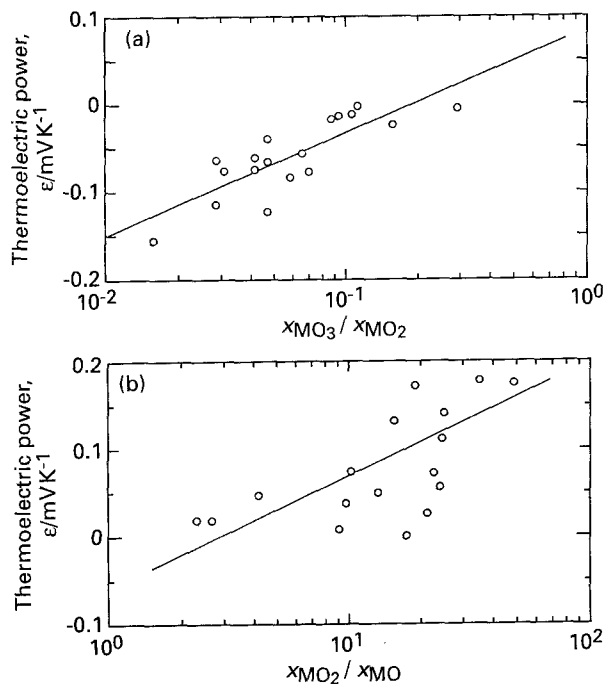 (a)
Thermoelectric power,
ε/mVK-1
0.1
0
-0.1
-0.2
10-2
10-1
100
xMO3 / xMO2
(b)
Thermoelectric power,
ε/mVK-1
0.2
0.1
0
-0.1
100
101
102
xMO2 / xMO